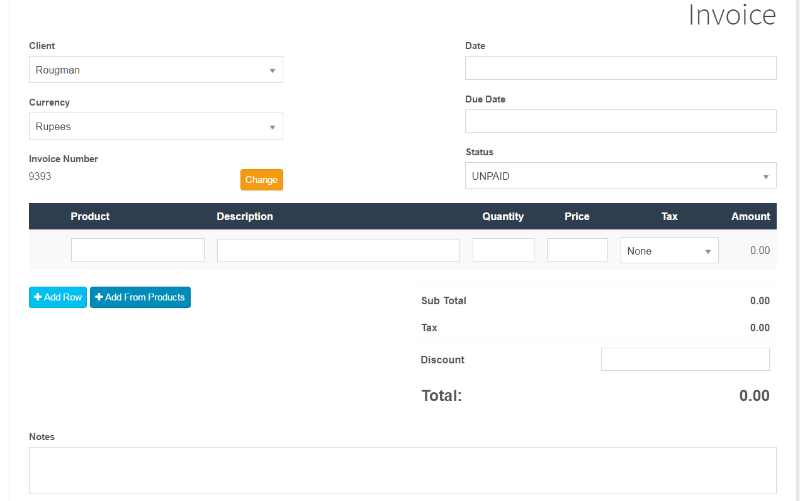 Invoice
Client
Rougman
Date
Currency
Rupees
Due Date
Invoice Number
9393
Change
Status
UNPAID
Product Description Quantity Price Tax Amount
None 0.00
+ Add Row + Add From Products
Sub Total 0.00
Tax 0.00
Discount
Total: 0.00
Notes